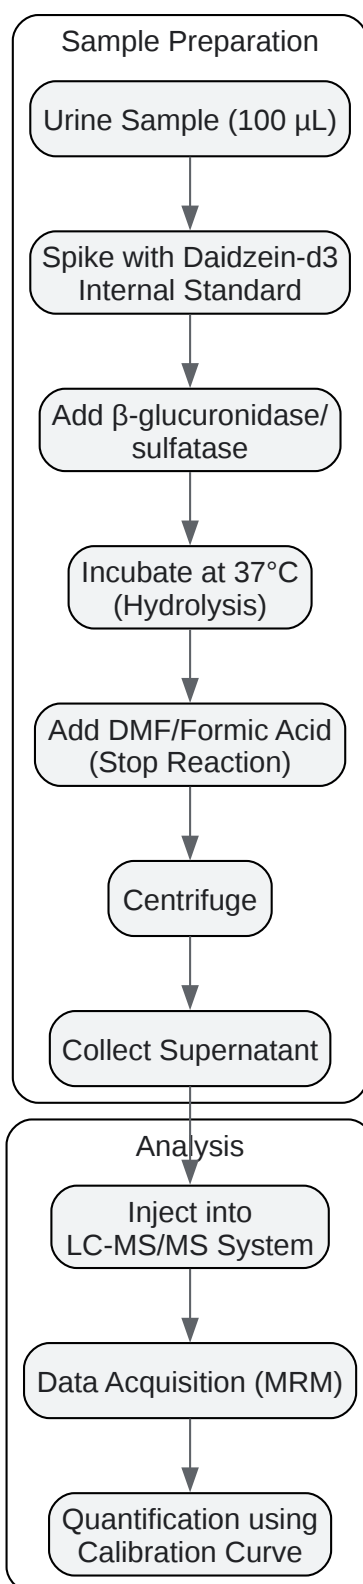 Sample Preparation
Urine Sample (100 µL)
Spike with Daidzein-d3
Internal Standard
Add β-glucuronidase/
sulfatase
Incubate at 37°C
(Hydrolysis)
Add DMF/Formic Acid
(Stop Reaction)
Centrifuge
Collect Supernatant
Analysis
Inject into
LC-MS/MS System
Data Acquisition (MRM)
Quantification using
Calibration Curve